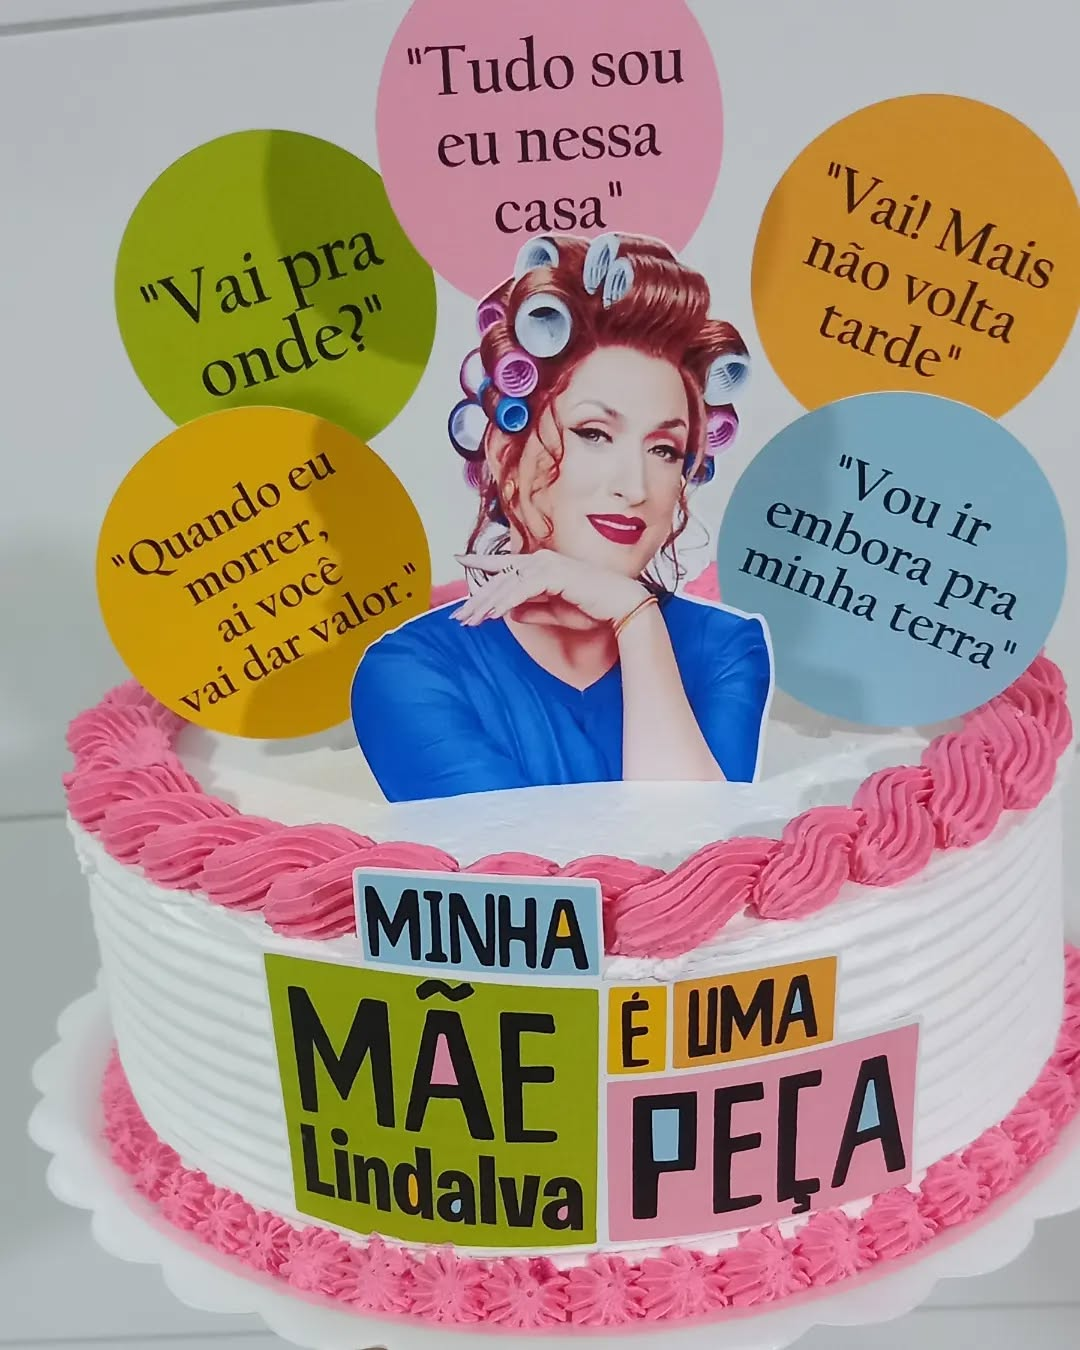 "Tudo sou
eu nessa
casa"
"Vai pra
onde?"
"Vai! Mais
não volta
tarde"
"Quando eu
morrer,
ai você
vai dar valor."
"Vou ir
embora pra
minha terra"
MINHA
MÃE
Lindalva
É UMA
PEÇA